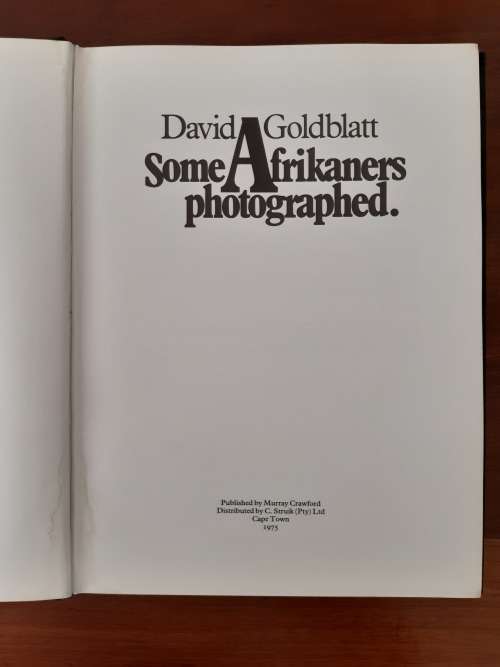 David Goldblatt
Some Afrikaners
photographed.
Published by Murray Crawford
Distributed by C. Struik (Pty) Ltd
Cape Town
1975